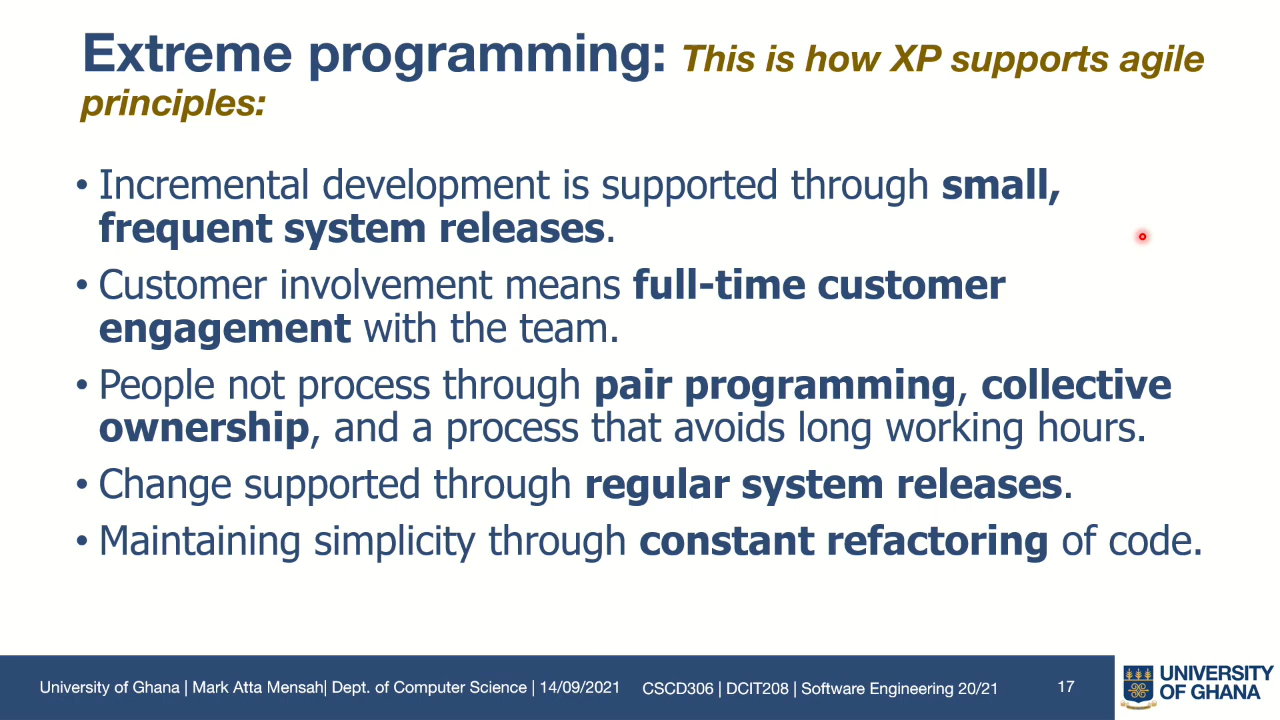 Extreme programming: This is how XP supports agile
principles:
• Incremental development is supported through small,
frequent system releases.
• Customer involvement means full-time customer
engagement with the team.
• People not process through pair programming, collective
ownership, and a process that avoids long working hours.
• Change supported through regular system releases.
• Maintaining simplicity through constant refactoring of code.
University of Ghana | Mark Atta Mensah| Dept. of Computer Science | 14/09/2021
CSCD306 | DCIT208 | Software Engineering 20/21
17
UNIVERSITY
OF GHANA